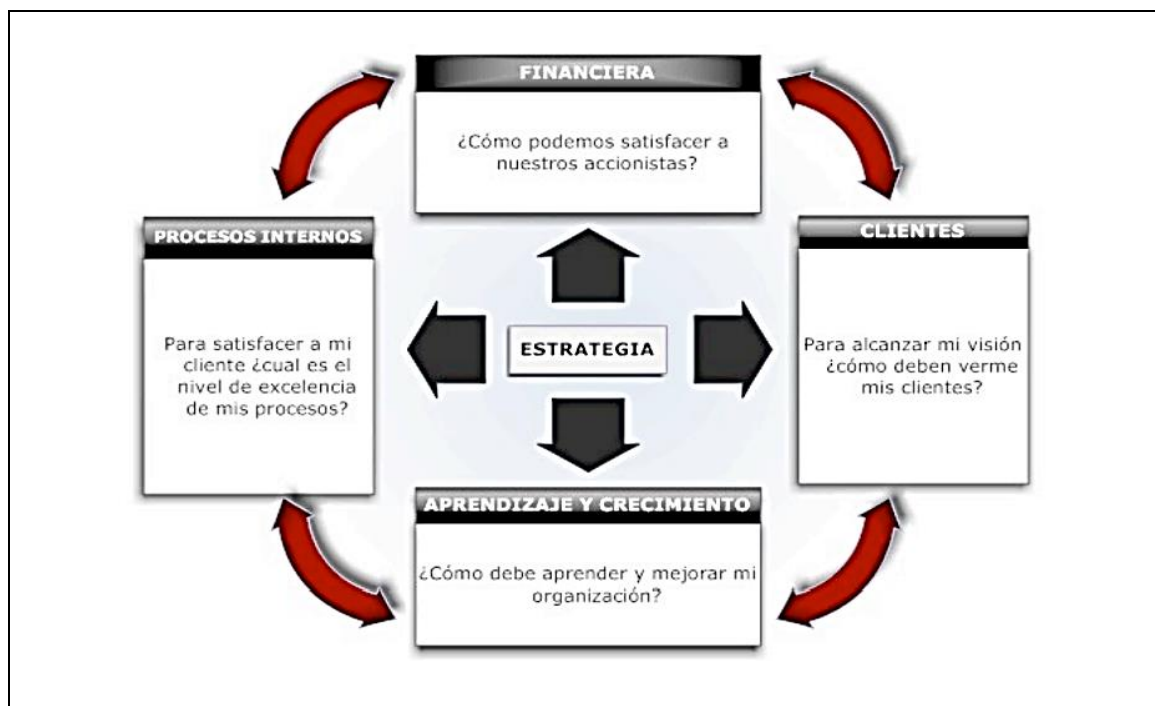 FINANCIERA
¿Cómo podemos satisfacer a
nuestros accionistas?
PROCESOS INTERNOS
Para satisfacer a mi
cliente ¿cual es el
nivel de excelencia
de mis procesos?
ESTRATEGIA
CLIENTES
Para alcanzar mi visión
¿cómo deben verme
mis clientes?
APRENDIZAJE Y CRECIMIENTO
¿Cómo debe aprender y mejorar mi
organización?